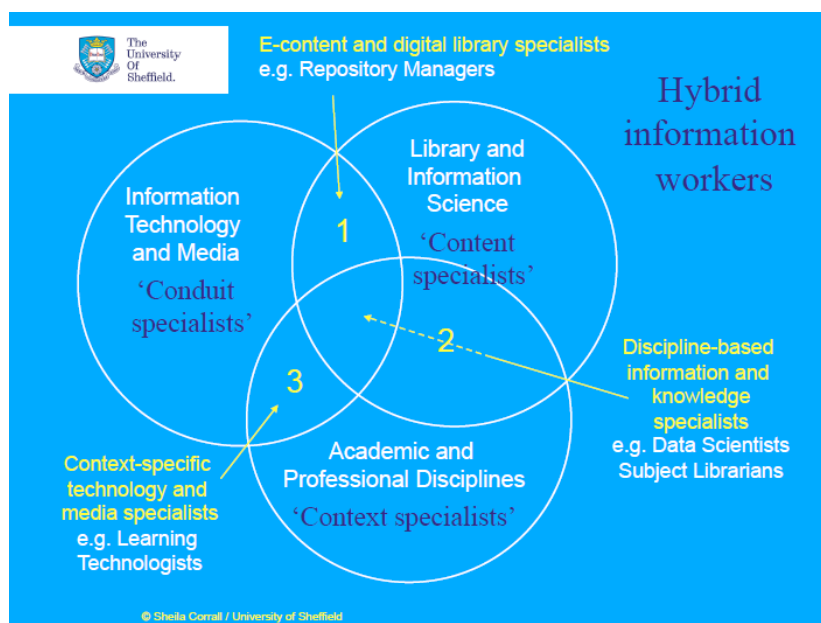 The
University
Of
Sheffield.
E-content and digital library specialists
e.g. Repository Managers
Hybrid
information
workers
Library and
Information
Science
'Content
specialists'
Information
Technology
and Media
'Conduit
specialists'
1
2
3
Discipline-based
information and
knowledge
specialists
e.g. Data Scientists
Subject Librarians
Academic and
Professional Disciplines
'Context specialists'
Context-specific
technology and
media specialists
e.g. Learning
Technologists
© Sheila Corrall / University of Sheffield